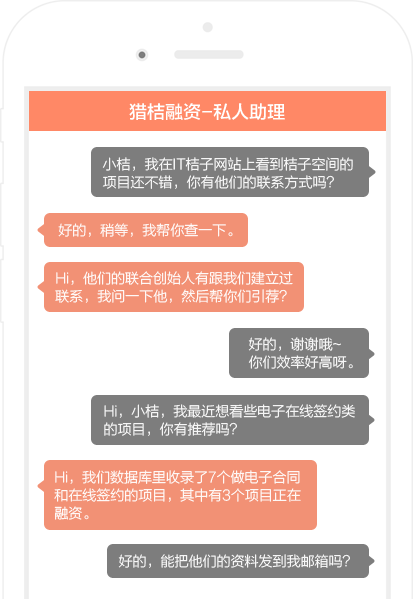 猎桔融资-私人助理
小桔，我在IT桔子网站上看到桔子空间的
项目还不错，你有他们的联系方式吗？
好的，稍等，我帮你查一下。
Hi，他们的联合创始人有跟我们建立过
联系，我问一下他，然后帮你们引荐？
好的，谢谢哦~
你们效率好高呀。
Hi，小桔，我最近想看些电子在线签约类
的项目，你有推荐吗？
Hi，我们数据库里收录了7个做电子合同
和在线签约的项目，其中有3个项目正在
融资。
好的，能把他们的资料发到我邮箱吗？